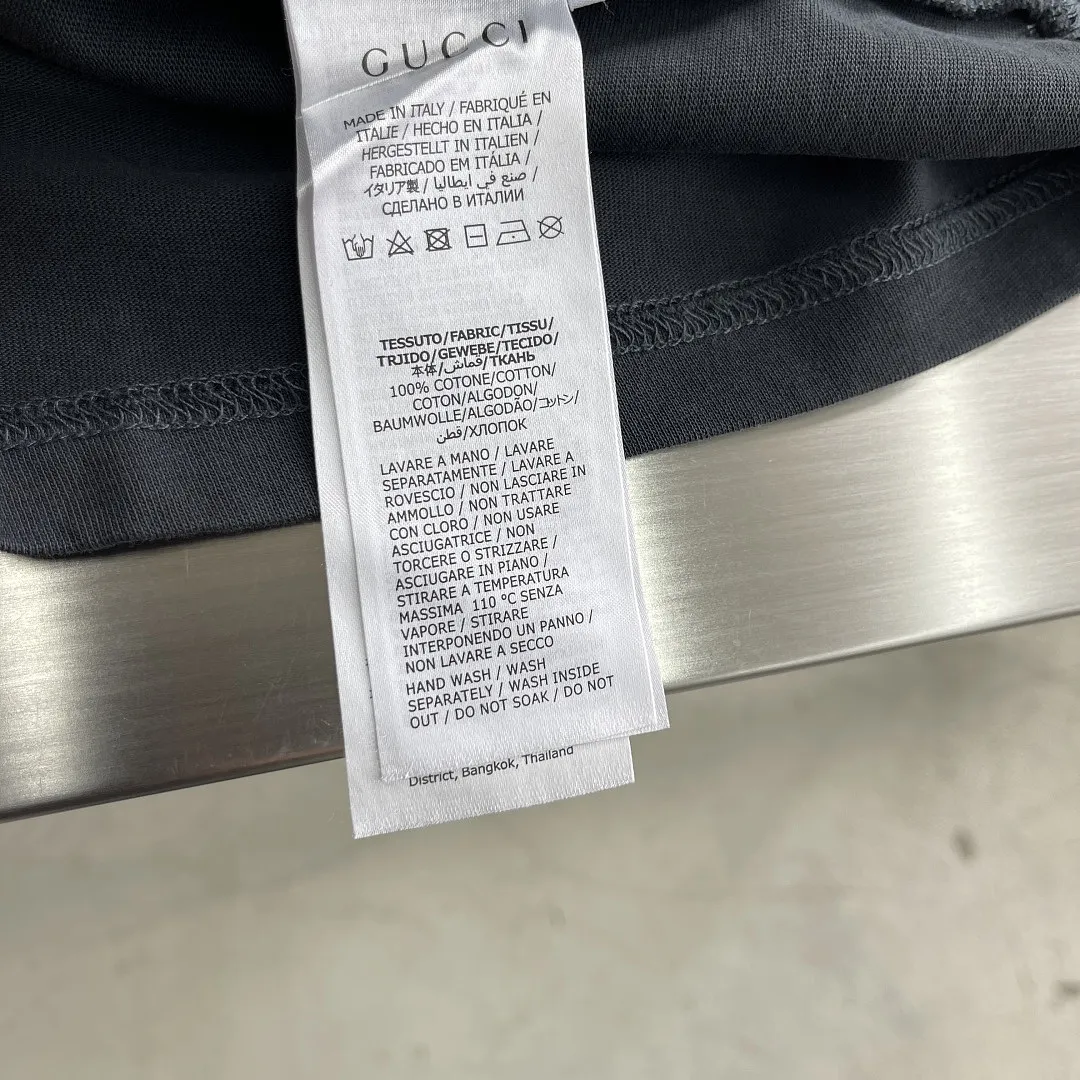 GUCCI
MADE IN ITALY / FABRIQUÉ EN
ITALIE / HECHO EN ITALIA /
HERGESTELLT IN ITALIEN /
FABRICADO EM ITÁLIA /
イタリア製 / صنع في ايطاليا /
СДЕЛАНО В ИТАЛИИ
TESSUTO/FABRIC/TISSU/
TRJIDO/GEWEBE/TECIDO/
本体/قماش/ТКАНЬ
100% COTONE/COTTON/
COTON/ALGODON/
BAUMWOLLE/ALGODÃO/コットン/
قطن/ХЛОПОК
LAVARE A MANO / LAVARE
SEPARATAMENTE / LAVARE A
ROVESCIO / NON LASCIARE IN
AMMOLLO / NON TRATTARE
CON CLORO / NON USARE
ASCIUGATRICE / NON
TORCERE O STRIZZARE /
ASCIUGARE IN PIANO /
STIRARE A TEMPERATURA
MASSIMA 110 °C SENZA
VAPORE / STIRARE
INTERPONENDO UN PANNO /
NON LAVARE A SECCO
HAND WASH / WASH
SEPARATELY / WASH INSIDE
OUT / DO NOT SOAK / DO NOT
District, Bangkok, Thailand